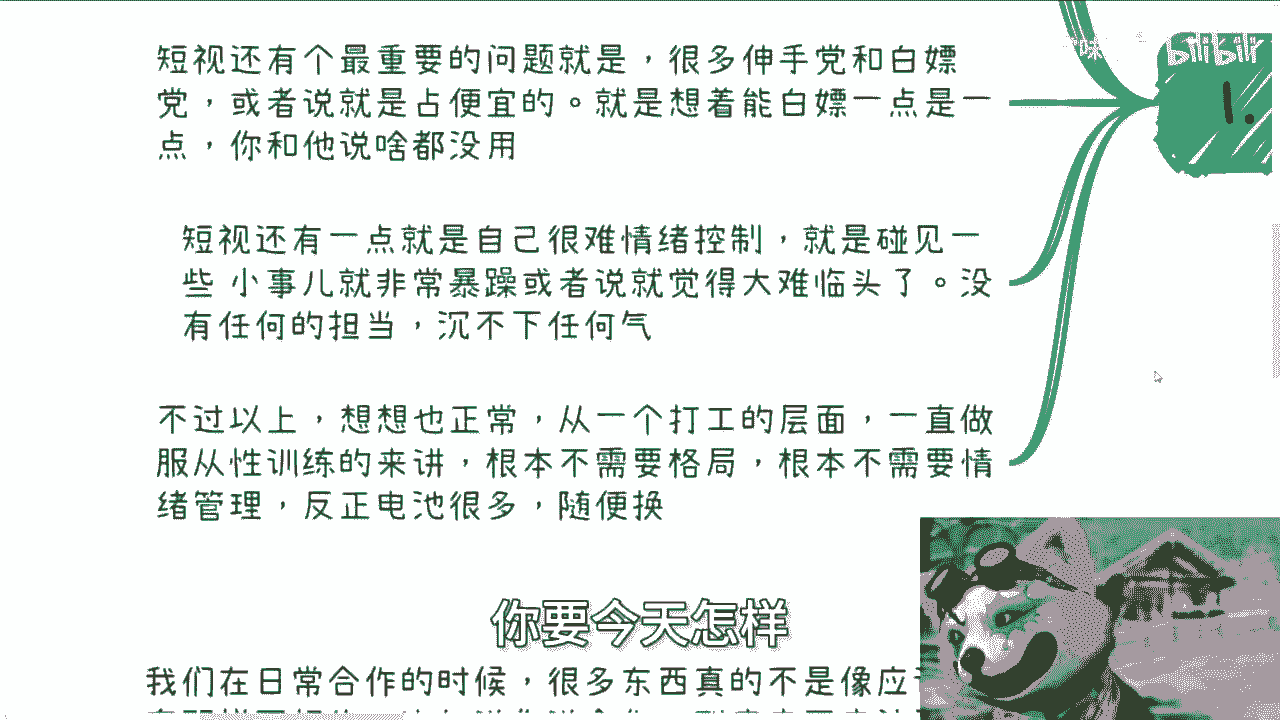 短视还有个最重要的问题就是，很多伸手党和白嫖
党，或者说就是占便宜的。就是想着能白嫖一点是一
点，你和他说啥都没用
短视还有一点就是自己很难情绪控制，就是碰见一
些 小事儿就非常暴躁或者说就觉得大难临头了。没
有任何的担当，沉不下任何气
不过以上，想想也正常，从一个打工的层面，一直做
服从性训练的来讲，根本不需要格局，根本不需要情
绪管理，反正电池很多，随便换
bilibili
1.
你要今天怎样
我们在日常合作的时候，很多东西真的不是像应